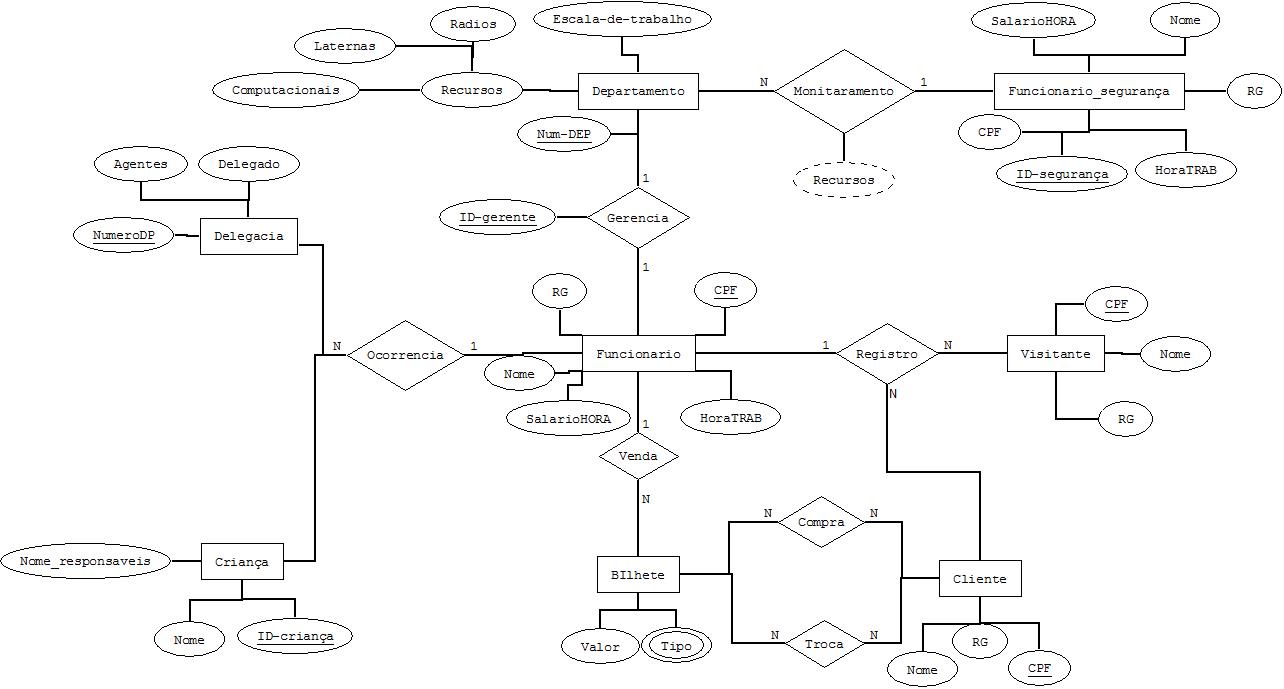 Escala-de-trabalho
SalarioHORA
Nome
Radios
Laternas
Computacionais
Recursos
Departamento
N
Monitaramento
1
Funcionario_segurança
RG
Num-DEP
CPF
Agentes
Delegado
ID-segurança
HoraTRAB
1
Recursos
ID-gerente
Gerencia
NumeroDP
Delegacia
1
RG
CPF
CPF
N
Ocorrencia
1
Funcionario
1
Registro
N
Visitante
Nome
Nome
N
SalarioHORA
HoraTRAB
RG
1
Venda
N
N
Compra
N
Nome_responsaveis
Criança
BIlhete
Cliente
Nome
ID-criança
Valor
Tipo
N
Troca
N
RG
Nome
CPF